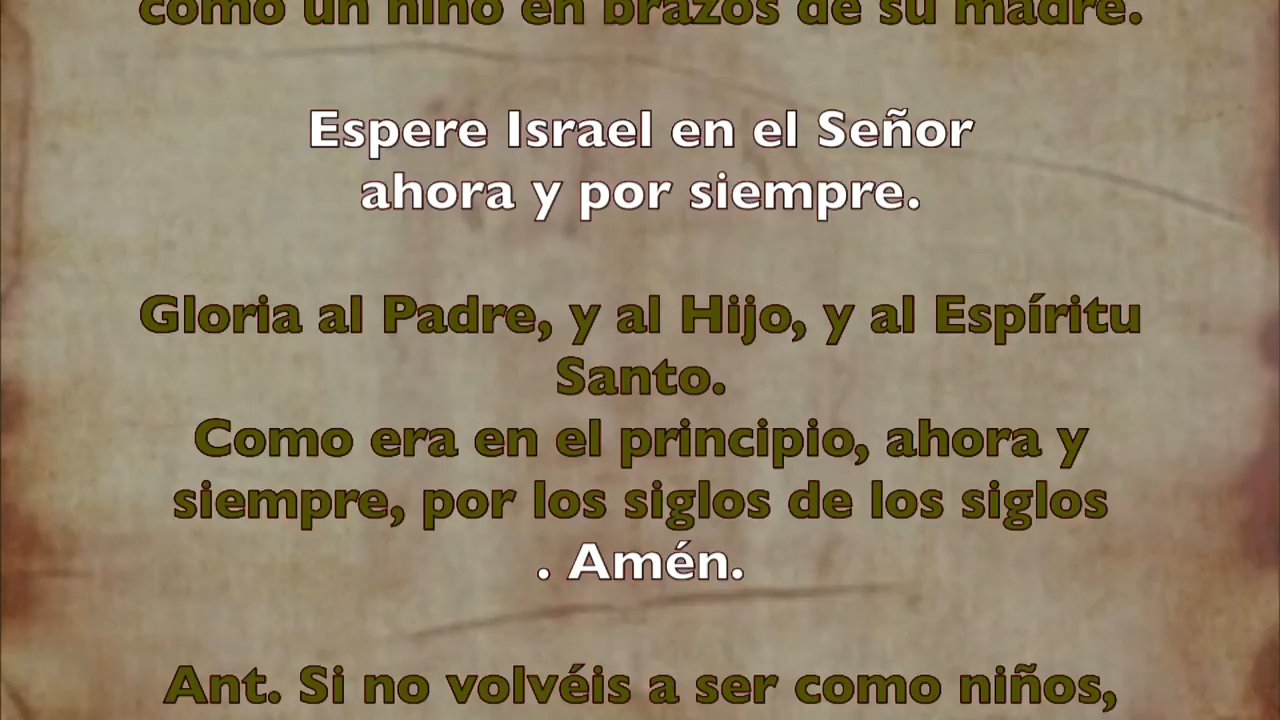 como un niño en brazos de su madre.
Espere Israel en el Señor
ahora y por siempre.
Gloria al Padre, y al Hijo, y al Espíritu
Santo.
Como era en el principio, ahora y
siempre, por los siglos de los siglos
. Amén.
Ant. Si no volvéis a ser como niños,